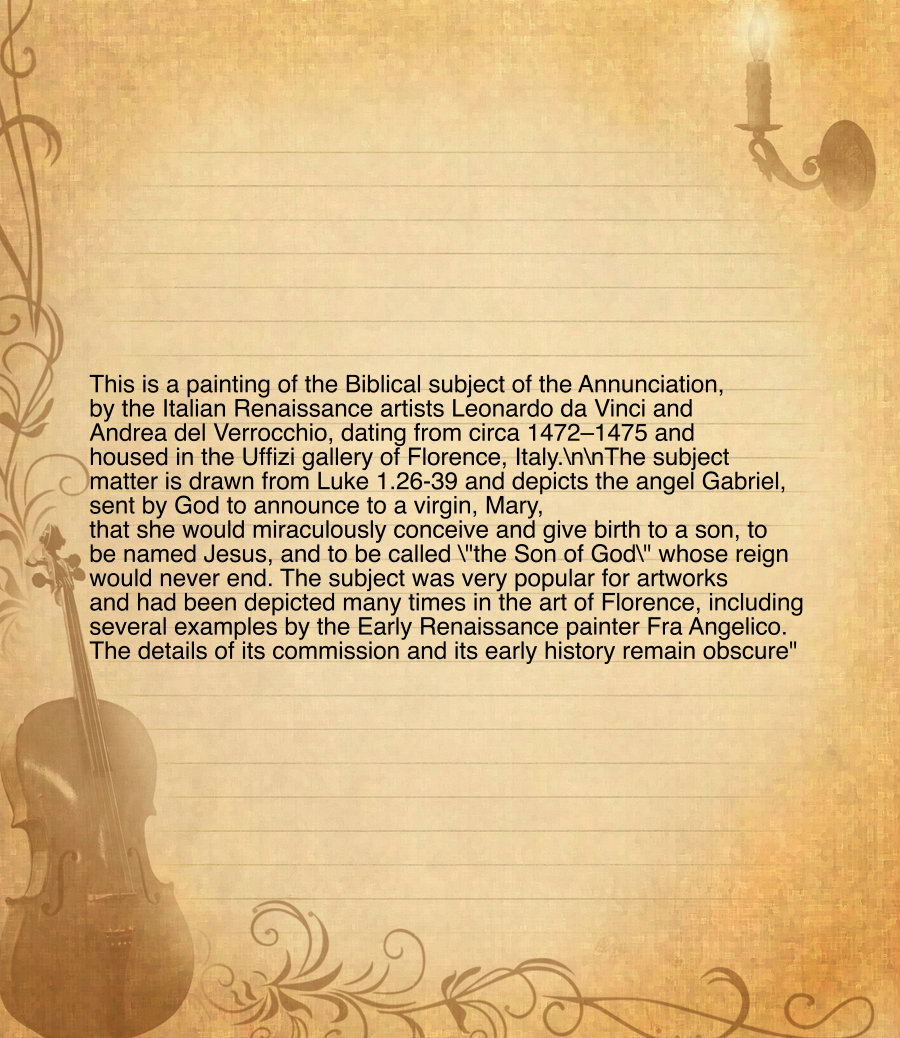 This is a painting of the Biblical subject of the Annunciation,
by the Italian Renaissance artists Leonardo da Vinci and
Andrea del Verrocchio, dating from circa 1472–1475 and
housed in the Uffizi gallery of Florence, Italy.\n\nThe subject
matter is drawn from Luke 1.26-39 and depicts the angel Gabriel,
sent by God to announce to a virgin, Mary,
that she would miraculously conceive and give birth to a son, to
be named Jesus, and to be called \"the Son of God\" whose reign
would never end. The subject was very popular for artworks
and had been depicted many times in the art of Florence, including
several examples by the Early Renaissance painter Fra Angelico.
The details of its commission and its early history remain obscure"